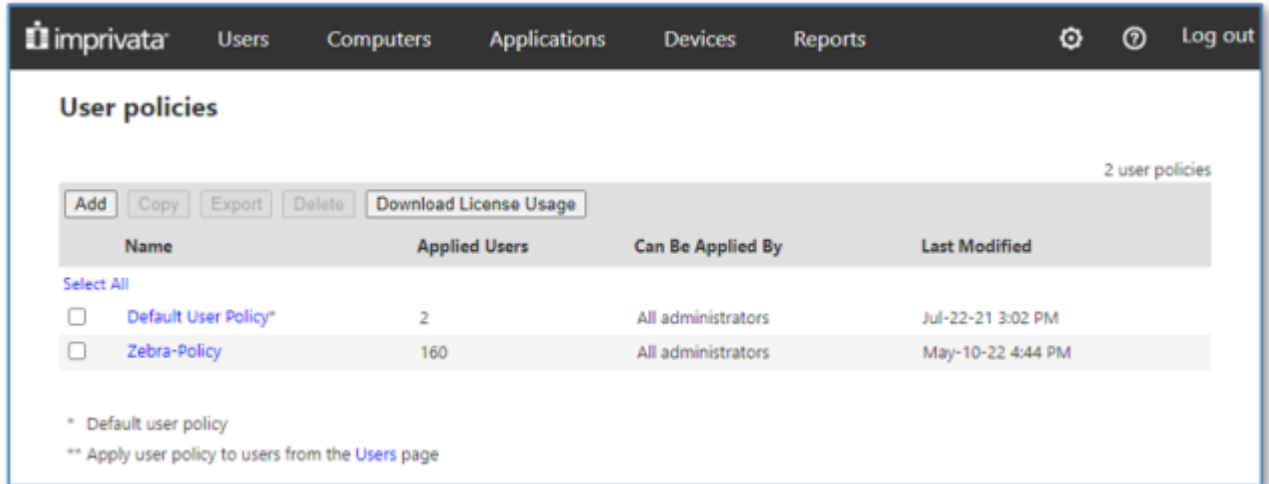 imprivata Users Computers Applications Devices Reports Log out
User policies
2 user policies
Add Copy Export Delete Download License Usage
Name Applied Users Can Be Applied By Last Modified
Select All
Default User Policy* 2 All administrators Jul-22-21 3:02 PM
Zebra-Policy 160 All administrators May-10-22 4:44 PM
* Default user policy
** Apply user policy to users from the Users page